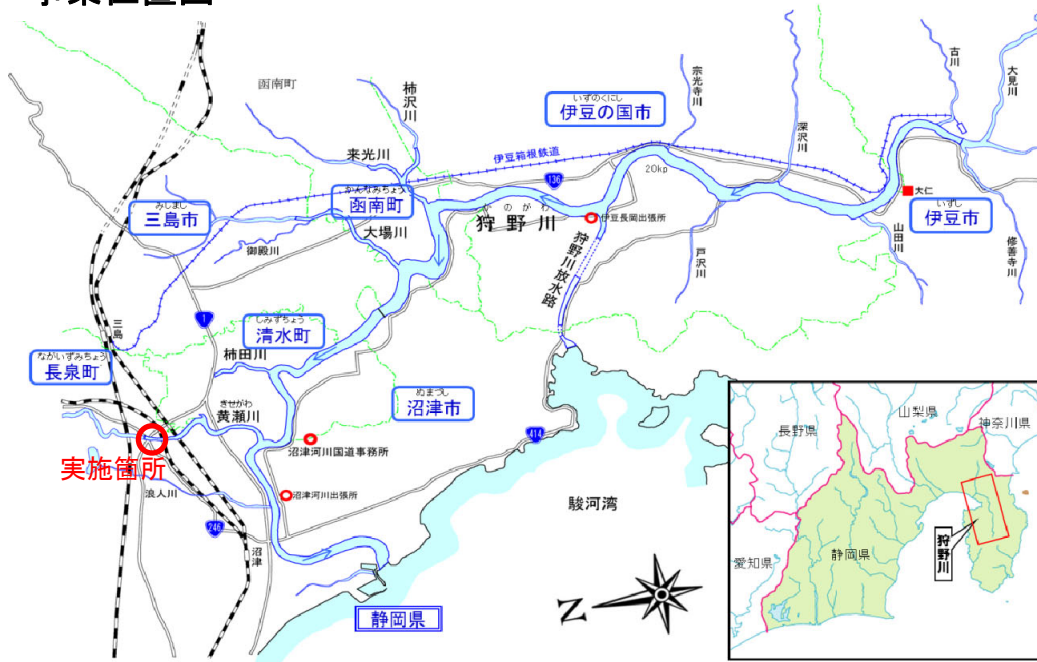 函南町
柿沢川
来光川
いずのくにし
伊豆の国市
宗光寺川
深沢川
古川
大見川
伊豆箱根鉄道
136
20kp
大仁
いずし
伊豆市
みしまし
三島市
かんなみちょう
函南町
かのがわ
狩野川
伊豆長岡出張所
大場川
御殿川
狩野川放水路
戸沢川
山田川
修善寺川
三島
1
しみずちょう
清水町
ながいずみちょう
長泉町
柿田川
きせがわ
黄瀬川
ぬまづし
沼津市
414
沼津河川国道事務所
実施箇所
浪人川
沼津河川出張所
246
沼津
駿河湾
静岡県
Z
長野県
山梨県
神奈川県
愛知県
静岡県
狩野川